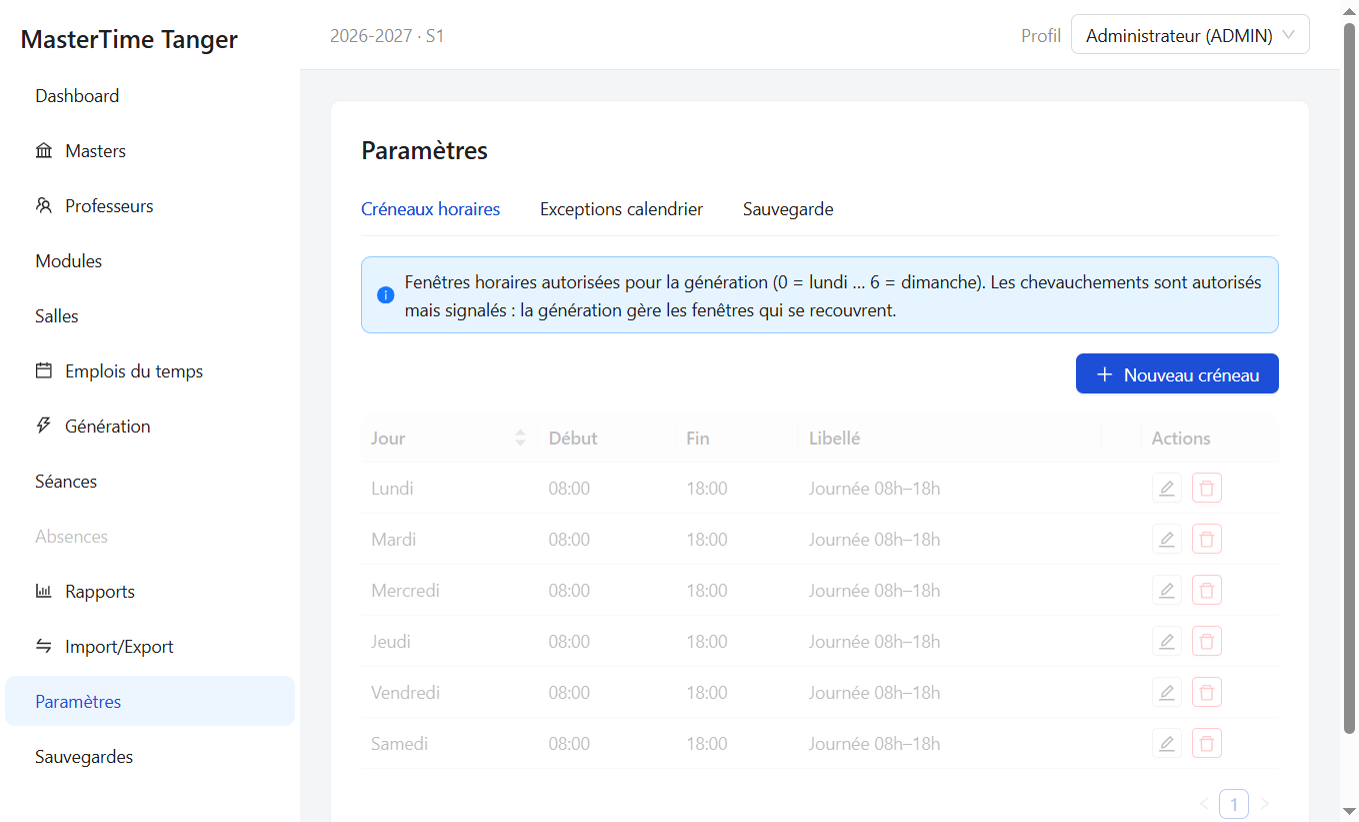 MasterTime Tanger
2026-2027 · S1
Profil Administrateur (ADMIN)
Dashboard
Masters
Professeurs
Modules
Salles
Emplois du temps
Génération
Séances
Absences
Rapports
Import/Export
Paramètres
Sauvegardes
Paramètres
Créneaux horaires Exceptions calendrier Sauvegarde
Fenêtres horaires autorisées pour la génération (0 = lundi … 6 = dimanche). Les chevauchements sont autorisés
mais signalés : la génération gère les fenêtres qui se recouvrent.
+ Nouveau créneau
Jour Début Fin Libellé Actions
Lundi 08:00 18:00 Journée 08h–18h
Mardi 08:00 18:00 Journée 08h–18h
Mercredi 08:00 18:00 Journée 08h–18h
Jeudi 08:00 18:00 Journée 08h–18h
Vendredi 08:00 18:00 Journée 08h–18h
Samedi 08:00 18:00 Journée 08h–18h
< 1 >